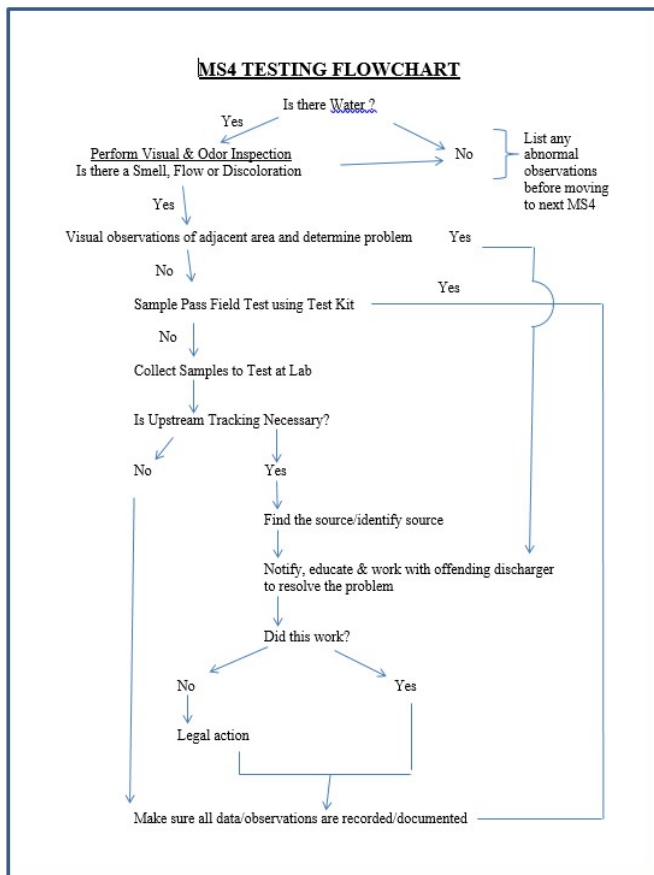 MS4 TESTING FLOWCHART
Is there Water ?
Yes
Perform Visual & Odor Inspection
Is there a Smell, Flow or Discoloration
No
List any
abnormal
observations
before moving
to next MS4
Yes
Visual observations of adjacent area and determine problem
Yes
No
Sample Pass Field Test using Test Kit
Yes
No
Collect Samples to Test at Lab
Is Upstream Tracking Necessary?
No
Yes
Find the source/identify source
Notify, educate & work with offending discharger
to resolve the problem
Did this work?
No
Yes
Legal action
Make sure all data/observations are recorded/documented